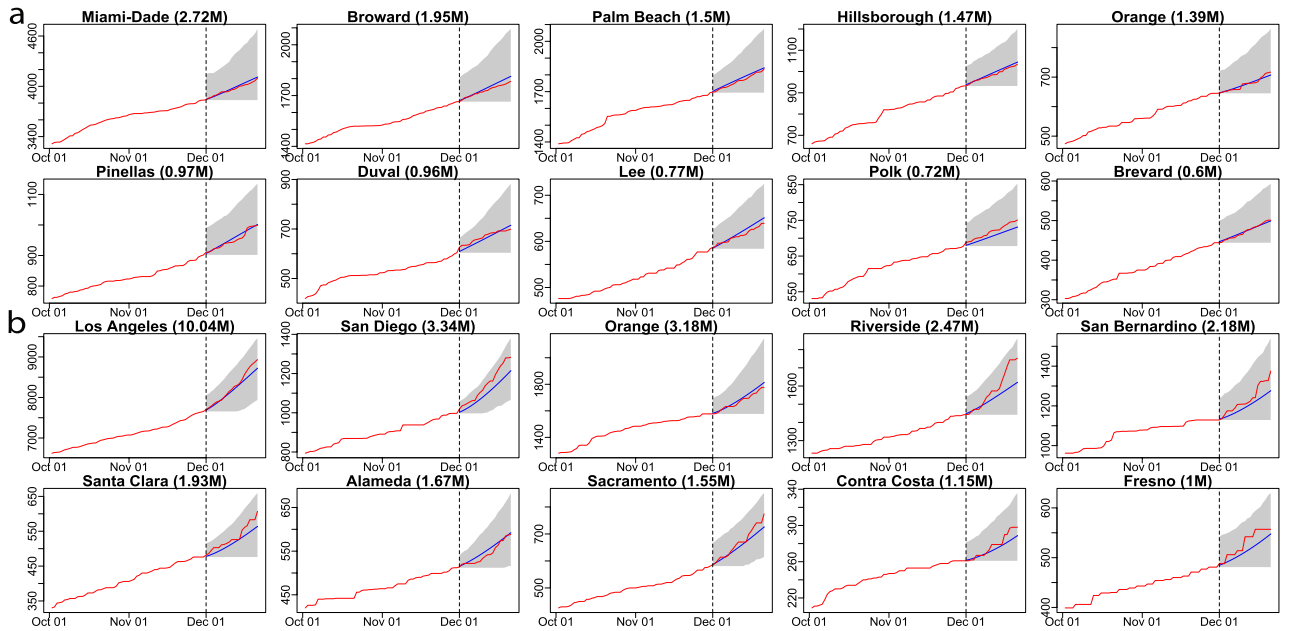 a
Miami-Dade (2.72M) Broward (1.95M) Palm Beach (1.5M) Hillsborough (1.47M) Orange (1.39M)
3400 4000 4600 1400 1700 2000 1400 1700 2000 700 900 1100 500 700
Oct 01 Nov 01 Dec 01 Oct 01 Nov 01 Dec 01 Oct 01 Nov 01 Dec 01 Oct 01 Nov 01 Dec 01 Oct 01 Nov 01 Dec 01
Pinellas (0.97M) Duval (0.96M) Lee (0.77M) Polk (0.72M) Brevard (0.6M)
800 900 1100 500 700 900 500 600 700 550 650 750 850 300 400 500 600
Oct 01 Nov 01 Dec 01 Oct 01 Nov 01 Dec 01 Oct 01 Nov 01 Dec 01 Oct 01 Nov 01 Dec 01 Oct 01 Nov 01 Dec 01
b
Los Angeles (10.04M) San Diego (3.34M) Orange (3.18M) Riverside (2.47M) San Bernardino (2.18M)
7000 8000 9000 800 1000 1200 1400 1400 1800 1300 1600 1000 1200 1400
Oct 01 Nov 01 Dec 01 Oct 01 Nov 01 Dec 01 Oct 01 Nov 01 Dec 01 Oct 01 Nov 01 Dec 01 Oct 01 Nov 01 Dec 01
Santa Clara (1.93M) Alameda (1.67M) Sacramento (1.55M) Contra Costa (1.15M) Fresno (1M)
350 450 550 650 450 550 650 500 700 220 260 300 340 400 500 600
Oct 01 Nov 01 Dec 01 Oct 01 Nov 01 Dec 01 Oct 01 Nov 01 Dec 01 Oct 01 Nov 01 Dec 01 Oct 01 Nov 01 Dec 01